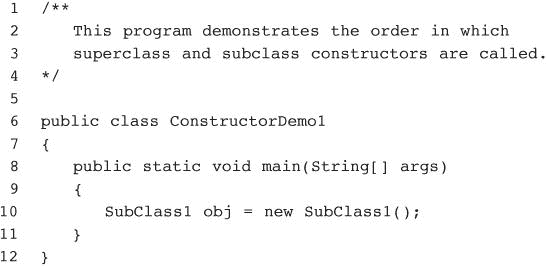 1 /**
2 This program demonstrates the order in which
3 superclass and subclass constructors are called.
4 */
5
6 public class ConstructorDemo1
7 {
8 public static void main(String[] args)
9 {
10 SubClass1 obj = new SubClass1();
11 }
12 }